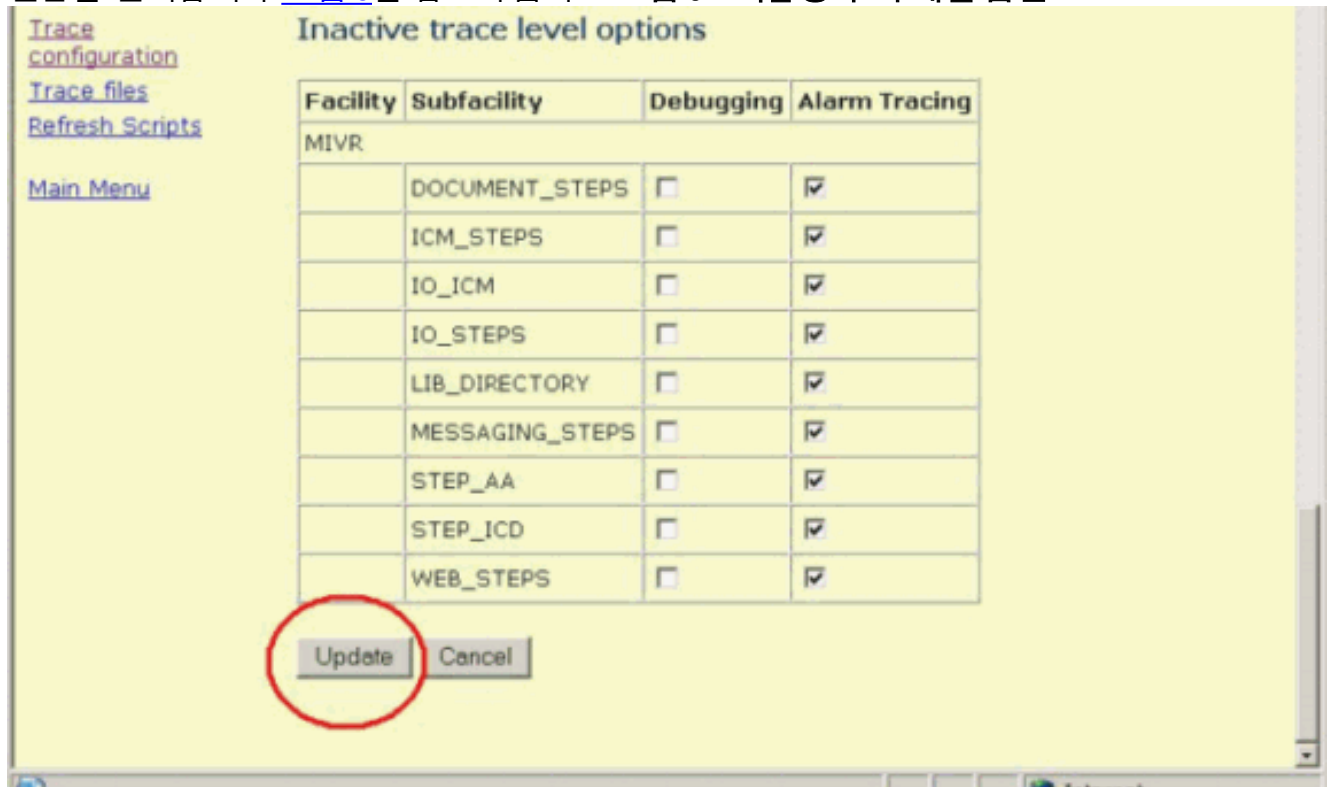 Trace
configuration
Trace files
Refresh Scripts
Main Menu
Inactive trace level options
Facility Subfacility Debugging Alarm Tracing
MIVR
DOCUMENT_STEPS
ICM_STEPS
IO_ICM
IO_STEPS
LIB_DIRECTORY
MESSAGING_STEPS
STEP_AA
STEP_ICD
WEB_STEPS
Update Cancel